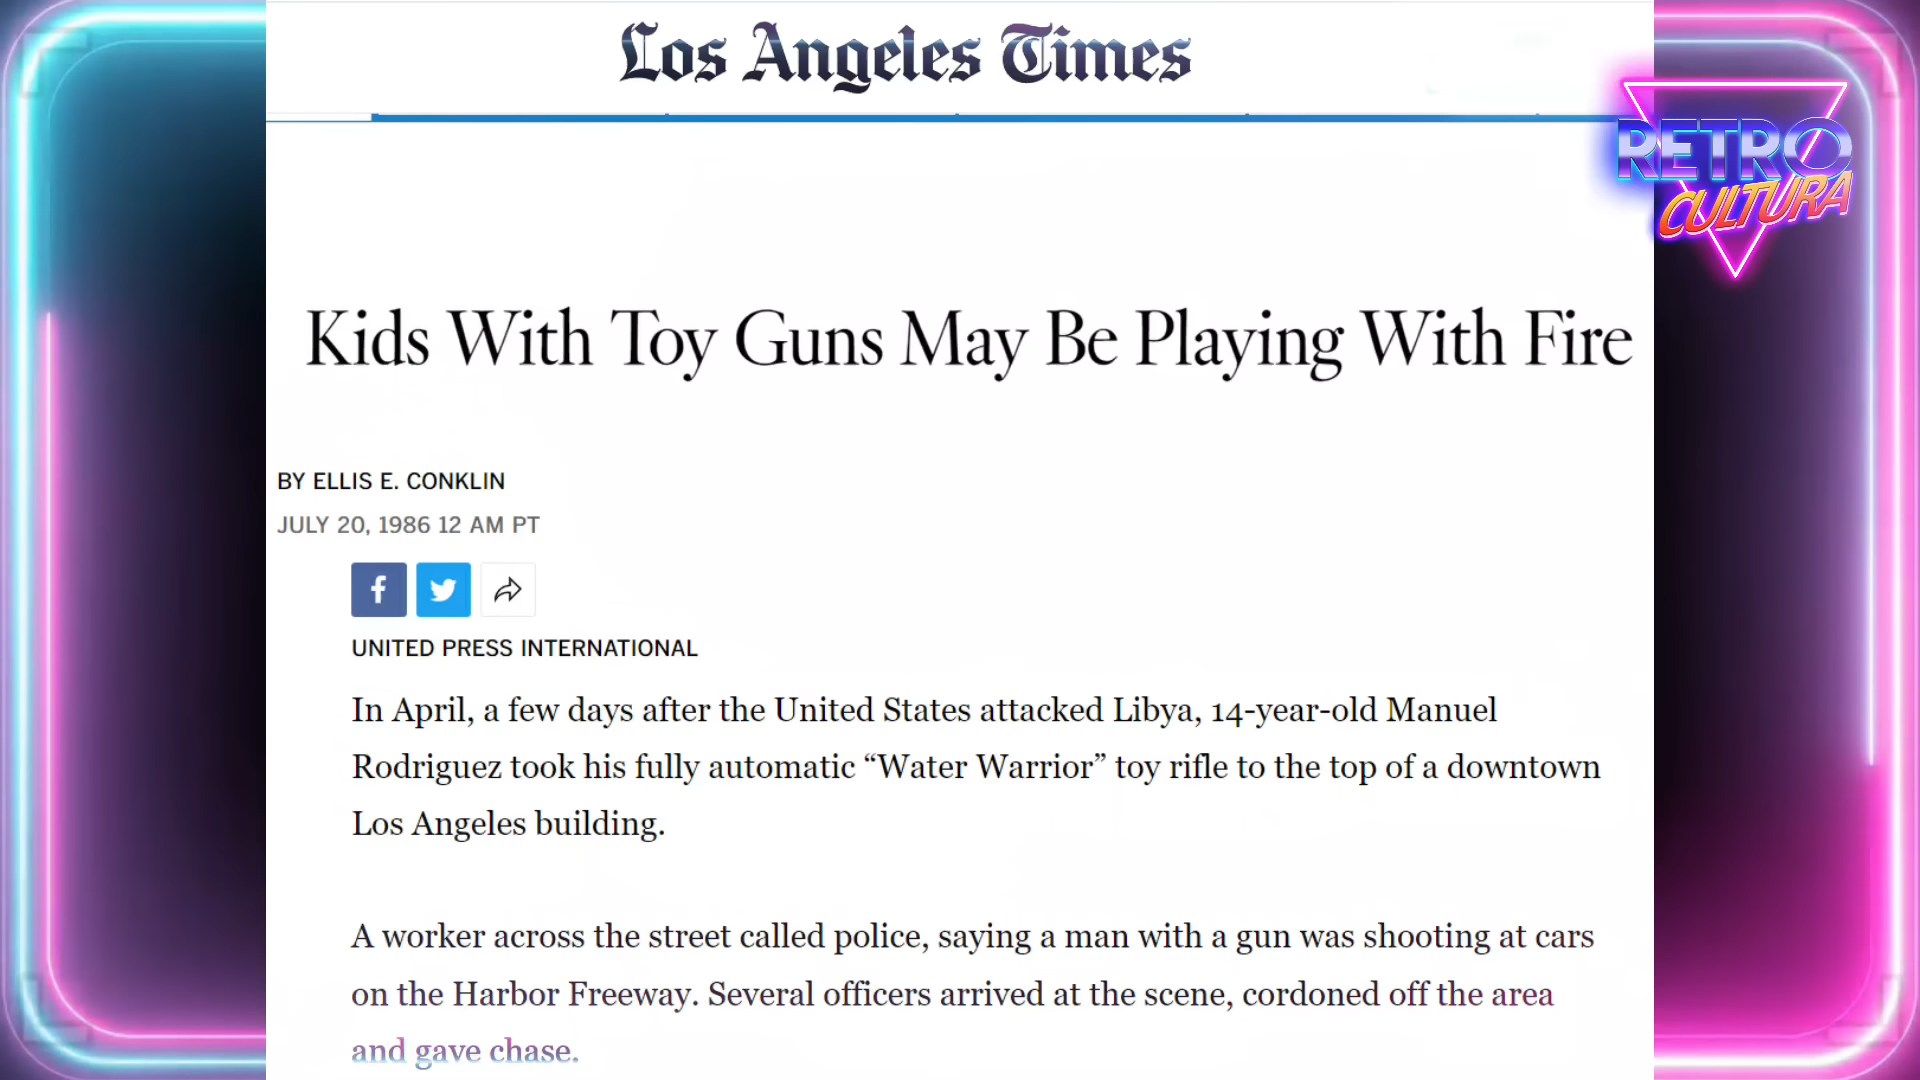 Los Angeles Times
RETRO
CULTURA
Kids With Toy Guns May Be Playing With Fire
BY ELLIS E. CONKLIN
JULY 20, 1986 12 AM PT
f
UNITED PRESS INTERNATIONAL
In April, a few days after the United States attacked Libya, 14-year-old Manuel
Rodriguez took his fully automatic “Water Warrior” toy rifle to the top of a downtown
Los Angeles building.
A worker across the street called police, saying a man with a gun was shooting at cars
on the Harbor Freeway. Several officers arrived at the scene, cordoned off the area
and gave chase.